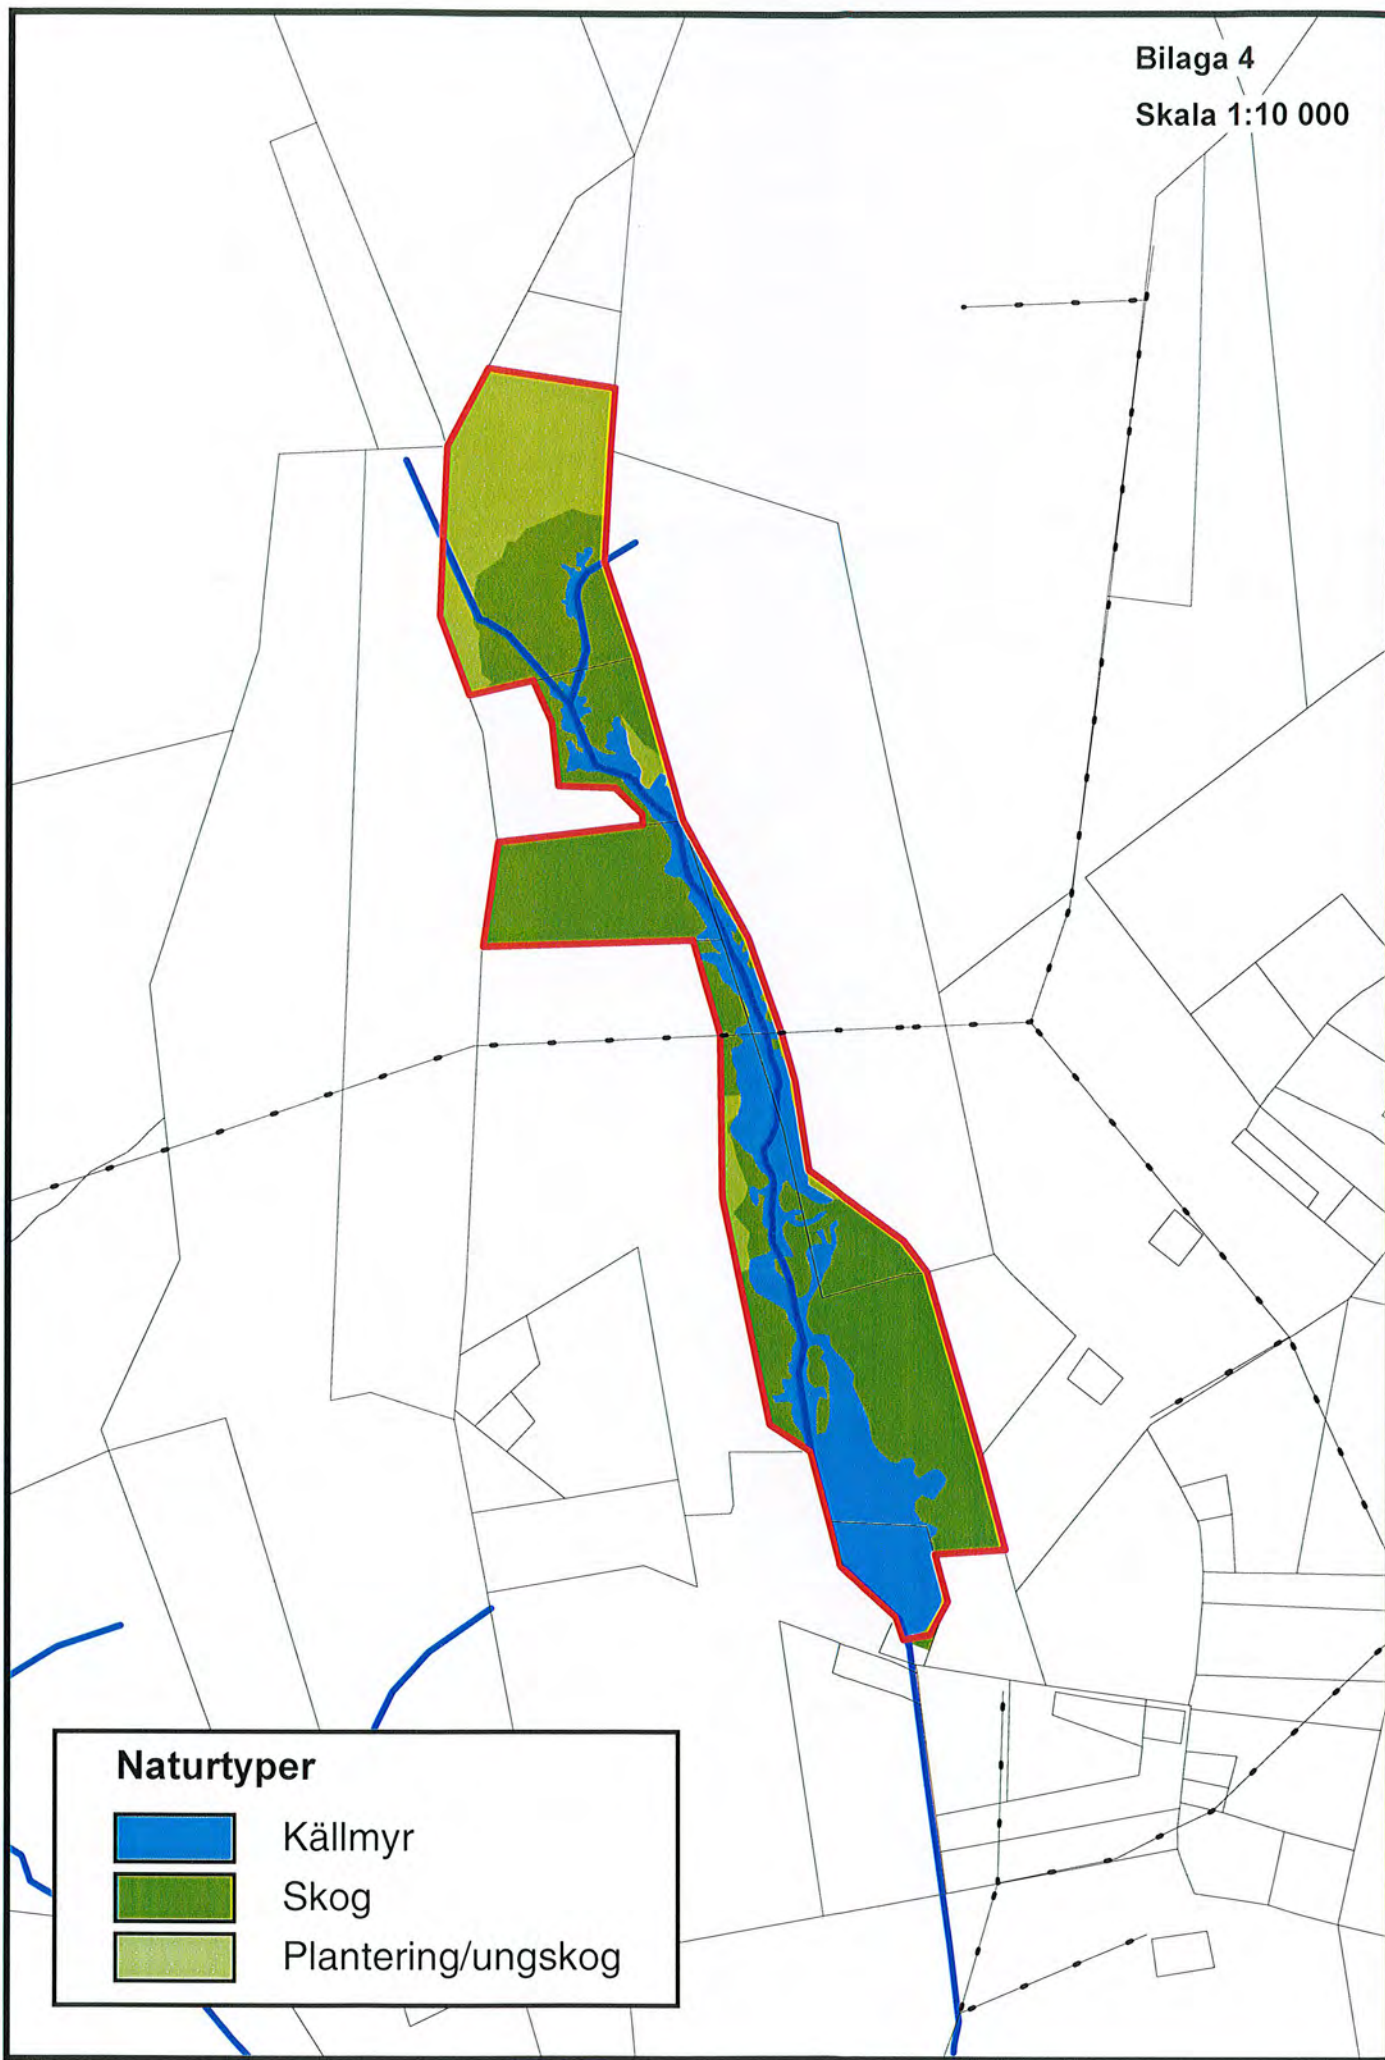 Bilaga 4
Skala 1:10 000
Naturtyper
Källmyr
Skog
Plantering/ungskog